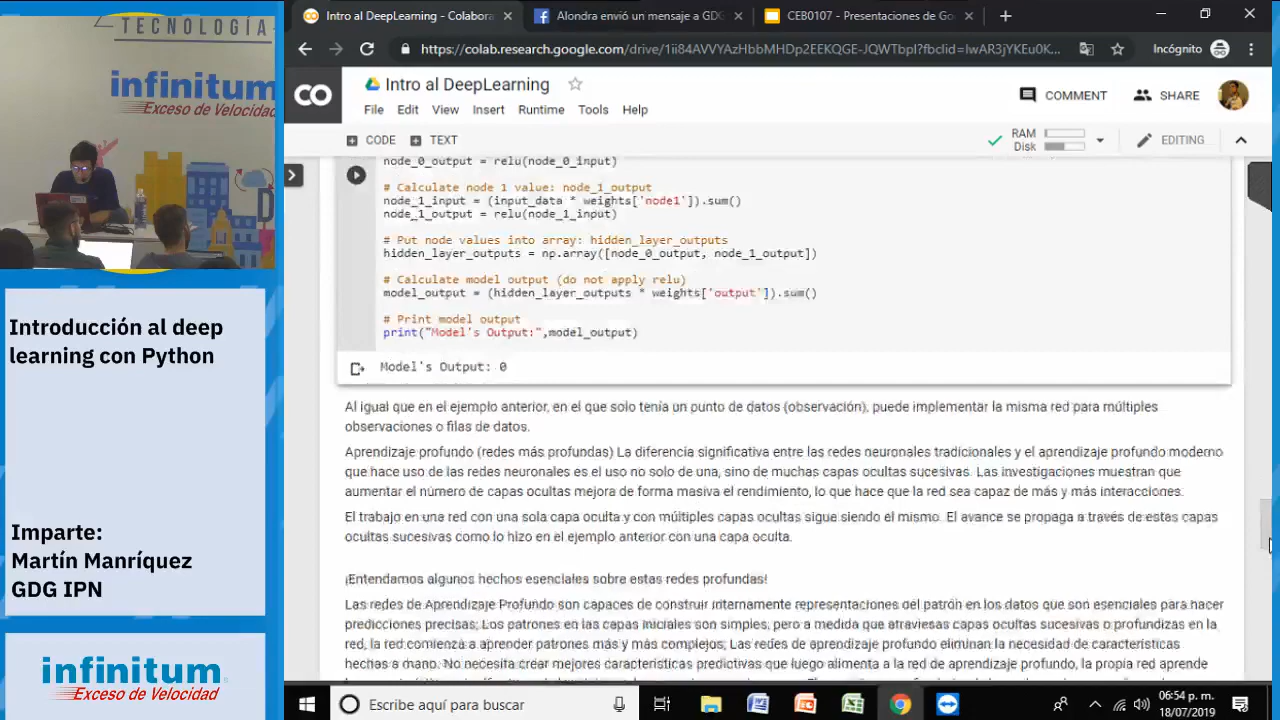 TECNOLOGÍA
infinitum
Exceso de Velocidad
Introducción al deep
learning con Python
Imparte:
Martín Manríquez
GDG IPN
infinitum
Exceso de Velocidad
Intro al DeepLearning - Colabora
Alondra envió un mensaje a GDG
CEB0107 - Presentaciones de Go
https://colab.research.google.com/drive/1ii84AVVYAzHbbMHDp2EEKQGE-JQWTbpI?fbclid=IwAR3jYKEu0K...
Incógnito
CO
Intro al DeepLearning
File Edit View Insert Runtime Tools Help
COMMENT
SHARE
CODE
TEXT
RAM
Disk
EDITING
node_0_output = relu(node_0_input)
# Calculate node 1 value: node_1_output
node_1_input = (input_data * weights['node1']).sum()
node_1_output = relu(node_1_input)
# Put node values into array: hidden_layer_outputs
hidden_layer_outputs = np.array([node_0_output, node_1_output])
# Calculate model output (do not apply relu)
model_output = (hidden_layer_outputs * weights['output']).sum()
# Print model output
print("Model's Output:",model_output)
Model's Output: 0
Al igual que en el ejemplo anterior, en el que solo tenía un punto de datos (observación), puede implementar la misma red para múltiples
observaciones o filas de datos.
Aprendizaje profundo (redes más profundas) La diferencia significativa entre las redes neuronales tradicionales y el aprendizaje profundo moderno
que hace uso de las redes neuronales es el uso no solo de una, sino de muchas capas ocultas sucesivas. Las investigaciones muestran que
aumentar el número de capas ocultas mejora de forma masiva el rendimiento, lo que hace que la red sea capaz de más y más interacciones.
El trabajo en una red con una sola capa oculta y con múltiples capas ocultas sigue siendo el mismo. El avance se propaga a través de estas capas
ocultas sucesivas como lo hizo en el ejemplo anterior con una capa oculta.
¡Entendamos algunos hechos esenciales sobre estas redes profundas!
Las redes de Aprendizaje Profundo son capaces de construir internamente representaciones del patrón en los datos que son esenciales para hacer
predicciones precisas. Los patrones en las capas iniciales son simples, pero a medida que atraviesas capas ocultas sucesivas o profundizas en la
red, la red comienza a aprender patrones más y más complejos. Las redes de aprendizaje profundo eliminan la necesidad de características
hechas a mano. No necesita crear mejores características predictivas que luego alimenta a la red de aprendizaje profundo, la propia red aprende
Escribe aquí para buscar
06:54 p. m.
18/07/2019